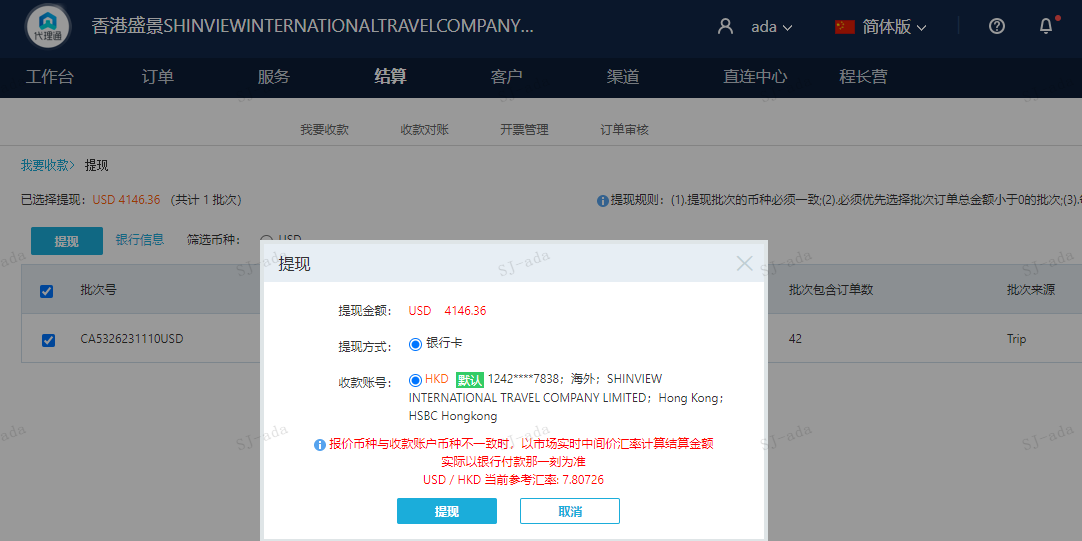 代理通
香港盛景SHINVIEWINTERNATIONALTRAVELCOMPANY...
ada
简体版
工作台
订单
服务
结算
客户
渠道
直连中心
程长营
我要收款
收款对账
开票管理
订单审核
我要收款> 提现
已选择提现: USD 4146.36 (共计 1 批次)
提现规则: (1).提现批次的币种必须一致;(2).必须优先选择批次订单总金额小于0的批次;(3).
提现
银行信息
筛选币种:
USD
批次号
批次包含订单数
批次来源
CA5326231110USD
42
Trip
提现
提现金额: USD 4146.36
提现方式: 银行卡
收款账号: HKD 默认 1242****7838; 海外; SHINVIEW
INTERNATIONAL TRAVEL COMPANY LIMITED; Hong Kong;
HSBC Hongkong
报价币种与收款账户币种不一致时, 以市场实时中间价汇率计算结算金额
实际以银行付款那一刻为准
USD / HKD 当前参考汇率: 7.80726
提现
取消
SJ-ada
SJ-ada
SJ-ada
SJ-ada
SJ-ada
SJ-ada